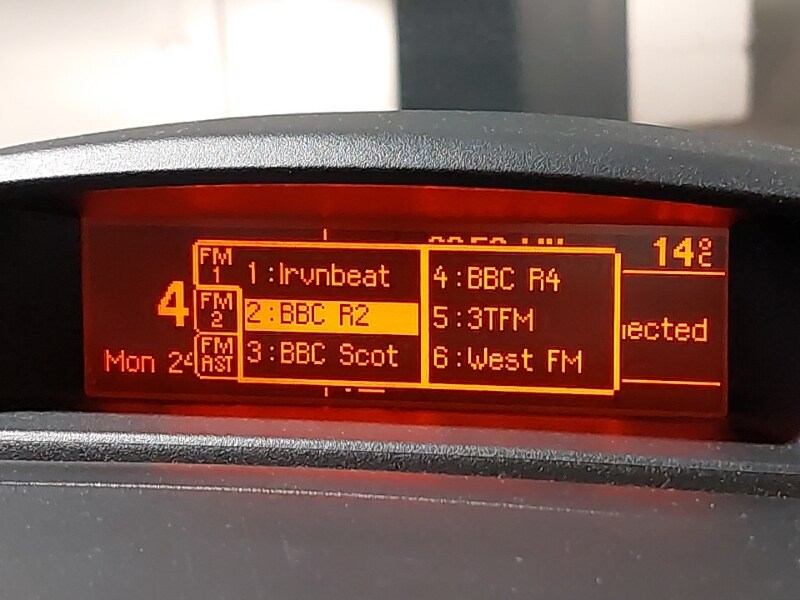 14°C
FM
1
FM
2
FM
AST
1:Irvnbeat
2:BBC R2
3:BBC Scot
4:BBC R4
5:3TFM
6:West FM
4
Mon 24